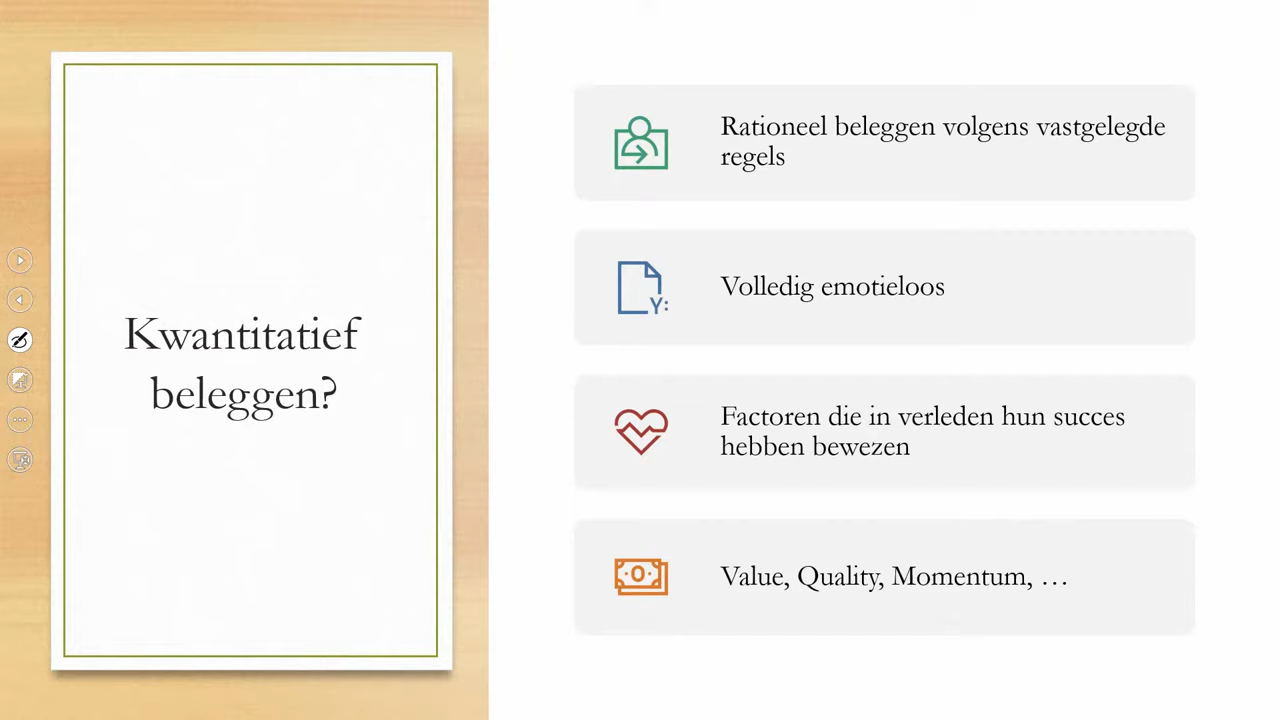 Kwantitatief
beleggen?
Rationeel beleggen volgens vastgelegde
regels
Y:
Volledig emotieloos
Factoren die in verleden hun succes
hebben bewezen
Value, Quality, Momentum, …